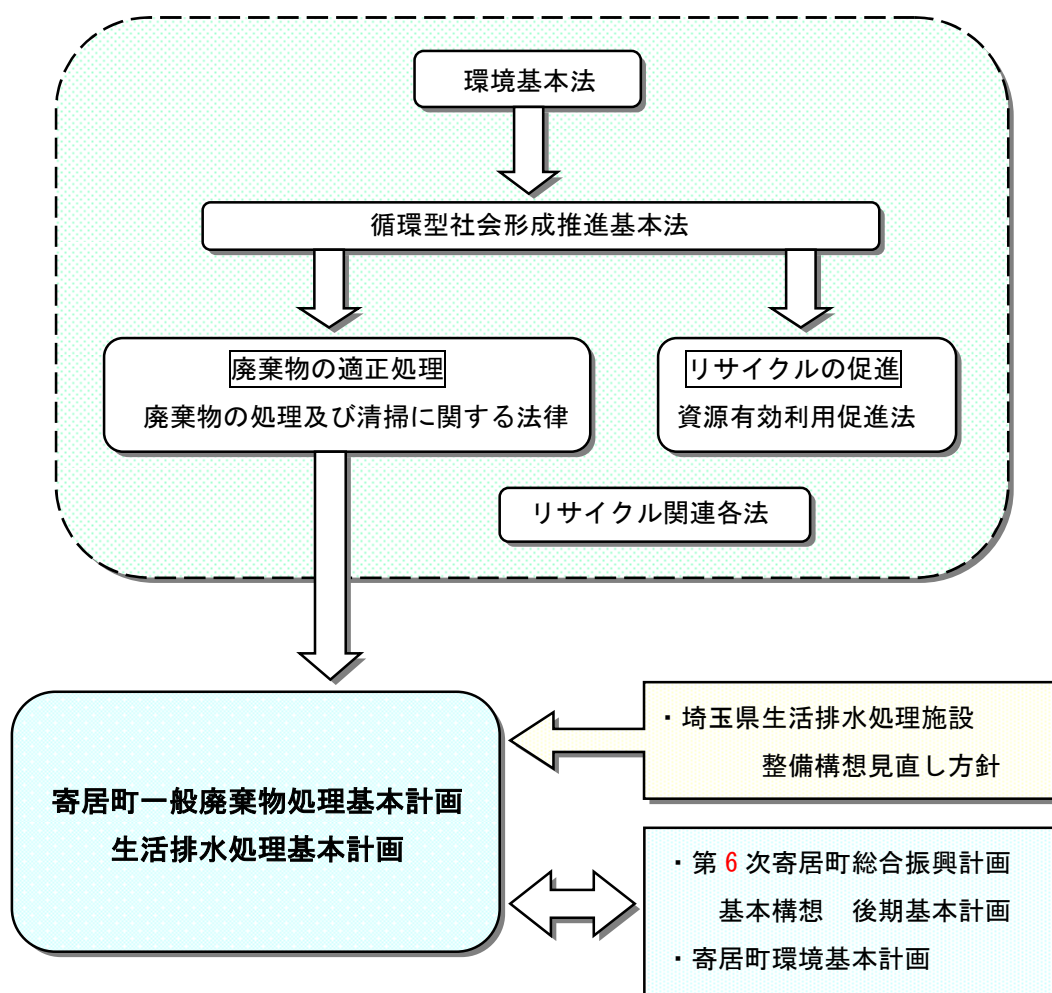 環境基本法
循環型社会形成推進基本法
廃棄物の適正処理
廃棄物の処理及び清掃に関する法律
リサイクルの促進
資源有効利用促進法
リサイクル関連各法
寄居町一般廃棄物処理基本計画
生活排水処理基本計画
・埼玉県生活排水処理施設
整備構想見直し方針
・第6次寄居町総合振興計画
基本構想　後期基本計画
・寄居町環境基本計画